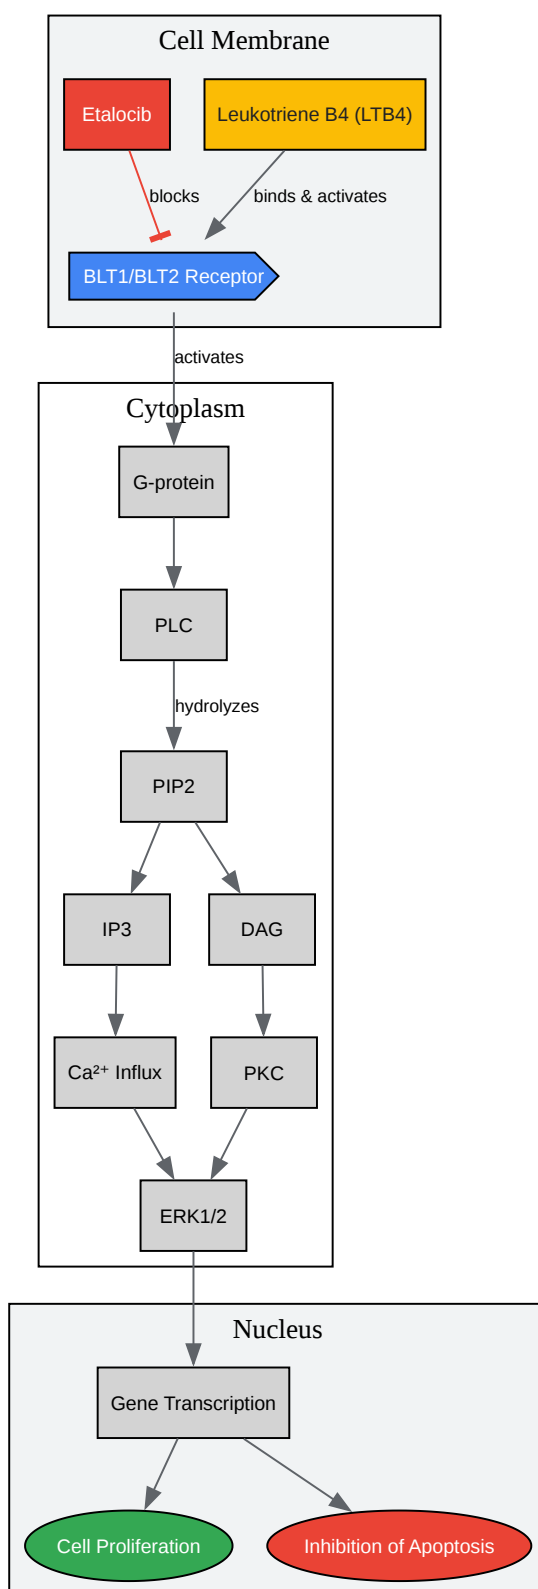 Cell Membrane
Etalocib
Leukotriene B4 (LTB4)
blocks
binds & activates
BLT1/BLT2 Receptor
activates
Cytoplasm
G-protein
PLC
hydrolyzes
PIP2
IP3
DAG
Ca²⁺ Influx
PKC
ERK1/2
Nucleus
Gene Transcription
Cell Proliferation
Inhibition of Apoptosis